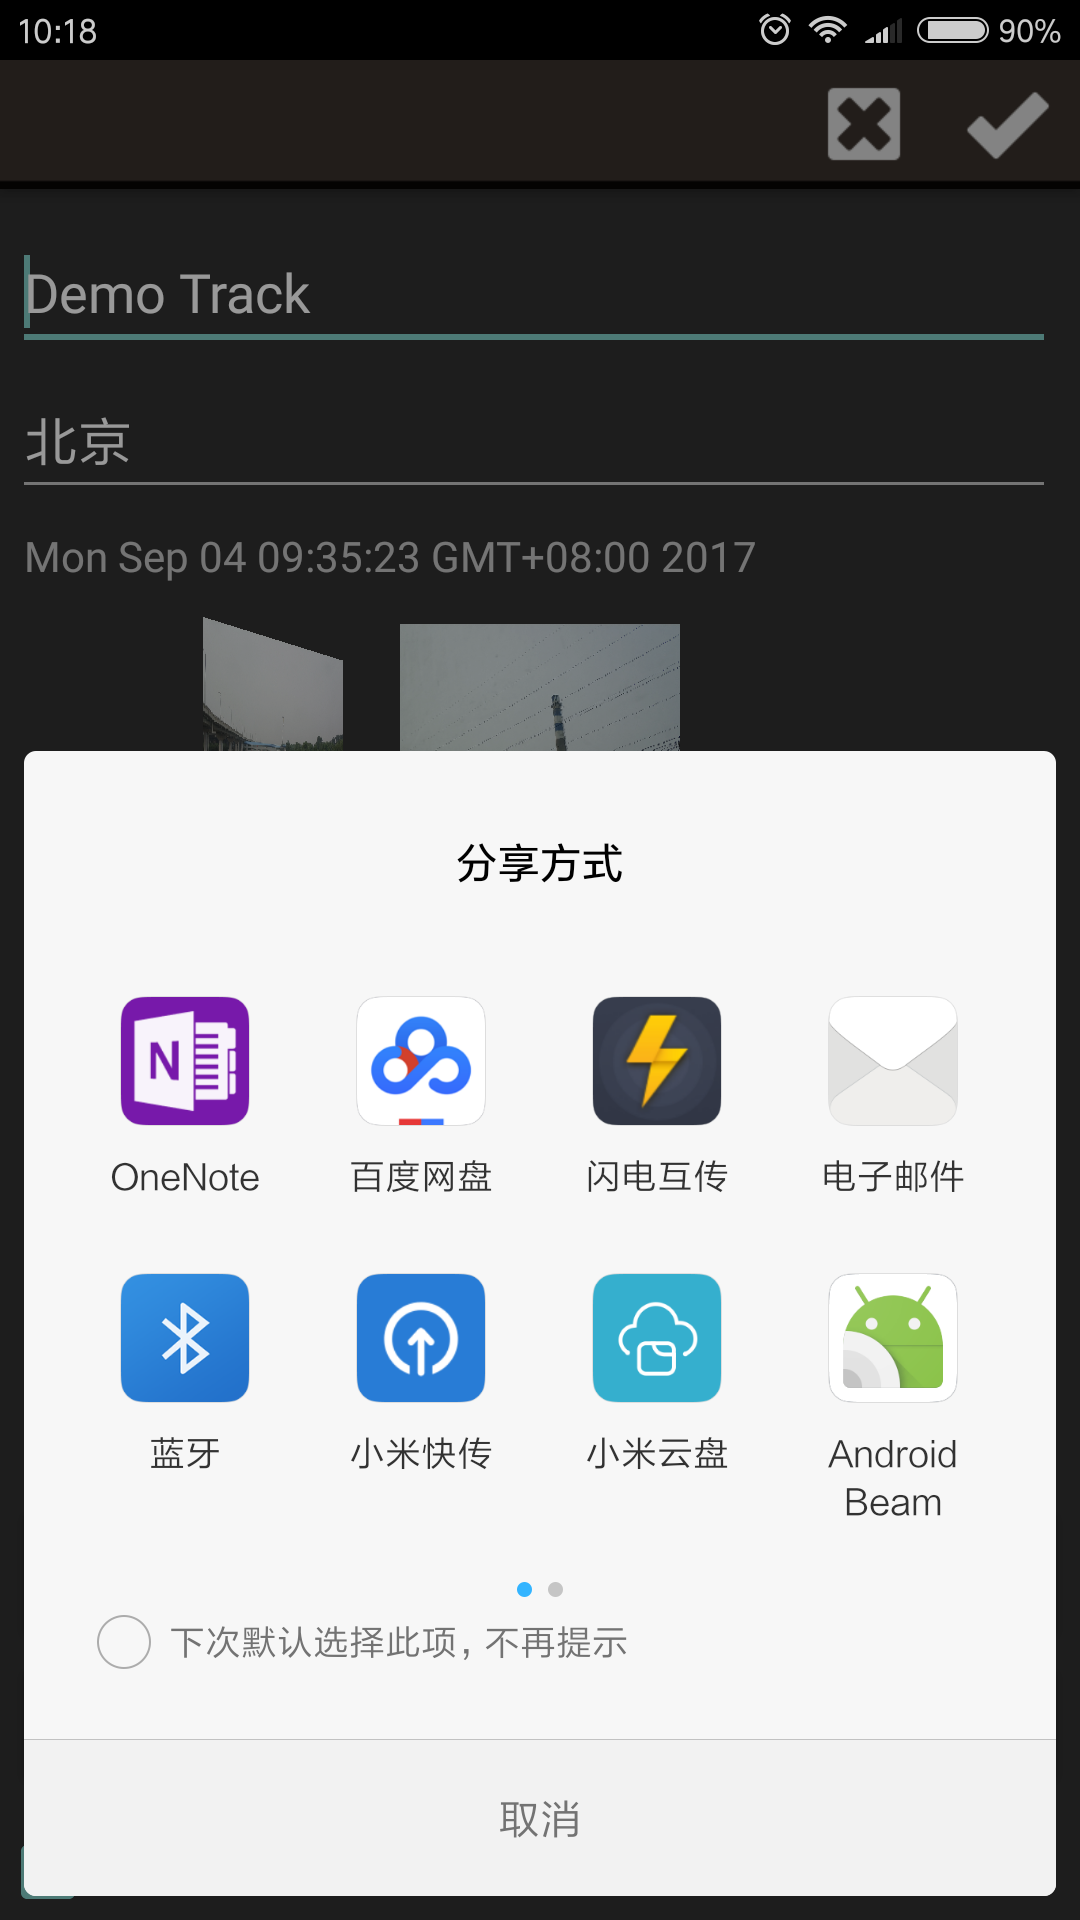 10:18
90%
Demo Track
北京
Mon Sep 04 09:35:23 GMT+08:00 2017
分享方式
N
OneNote
百度网盘
闪电互传
电子邮件
蓝牙
小米快传
小米云盘
Android
Beam
下次默认选择此项，不再提示
取消